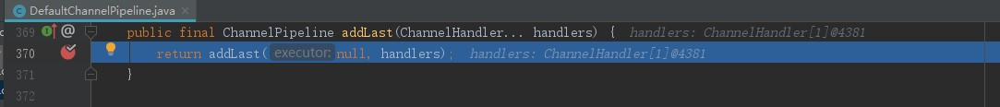 DefaultChannelPipeline.java
369 public final ChannelPipeline addLast(ChannelHandler... handlers) { handlers: ChannelHandler[1]@4381
370 return addLast( executor: null, handlers); handlers: ChannelHandler[1]@4381
371 }
372